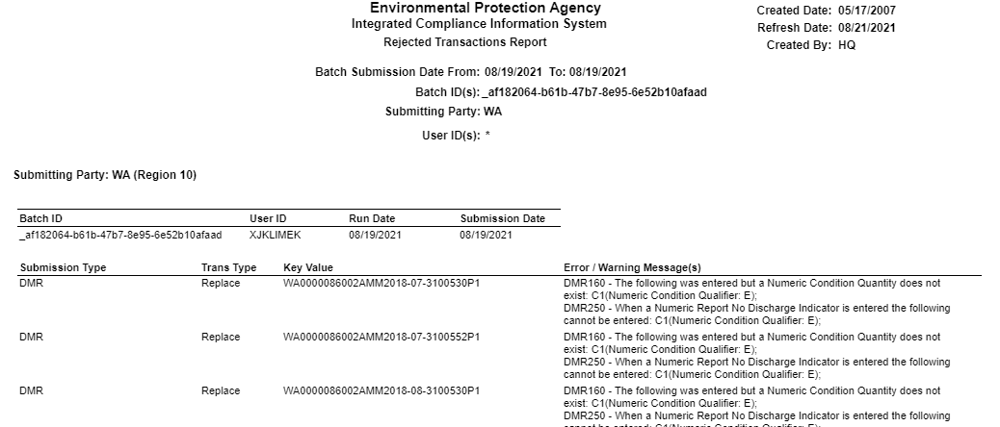 Environmental Protection Agency
Integrated Compliance Information System
Rejected Transactions Report
Created Date: 05/17/2007
Refresh Date: 08/21/2021
Created By: HQ
Batch Submission Date From: 08/19/2021 To: 08/19/2021
Batch ID(s):_af182064-b61b-47b7-8e95-6e52b10afaad
Submitting Party: WA
User ID(s): *
Submitting Party: WA (Region 10)
Batch ID User ID Run Date Submission Date
_af182064-b61b-47b7-8e95-6e52b10afaad XJKLIMEK 08/19/2021 08/19/2021
Submission Type Trans Type Key Value Error / Warning Message(s)
DMR Replace WA0000086002AMM2018-07-3100530P1 DMR160 - The following was entered but a Numeric Condition Quantity does not
exist: C1(Numeric Condition Qualifier: E);
DMR250 - When a Numeric Report No Discharge Indicator is entered the following
cannot be entered: C1(Numeric Condition Qualifier: E);
DMR Replace WA0000086002AMM2018-07-3100552P1 DMR160 - The following was entered but a Numeric Condition Quantity does not
exist: C1(Numeric Condition Qualifier: E);
DMR250 - When a Numeric Report No Discharge Indicator is entered the following
cannot be entered: C1(Numeric Condition Qualifier: E);
DMR Replace WA0000086002AMM2018-08-3100530P1 DMR160 - The following was entered but a Numeric Condition Quantity does not
exist: C1(Numeric Condition Qualifier: E);
DMR250 - When a Numeric Report No Discharge Indicator is entered the following
cannot be entered: C1(Numeric Condition Qualifier: E);